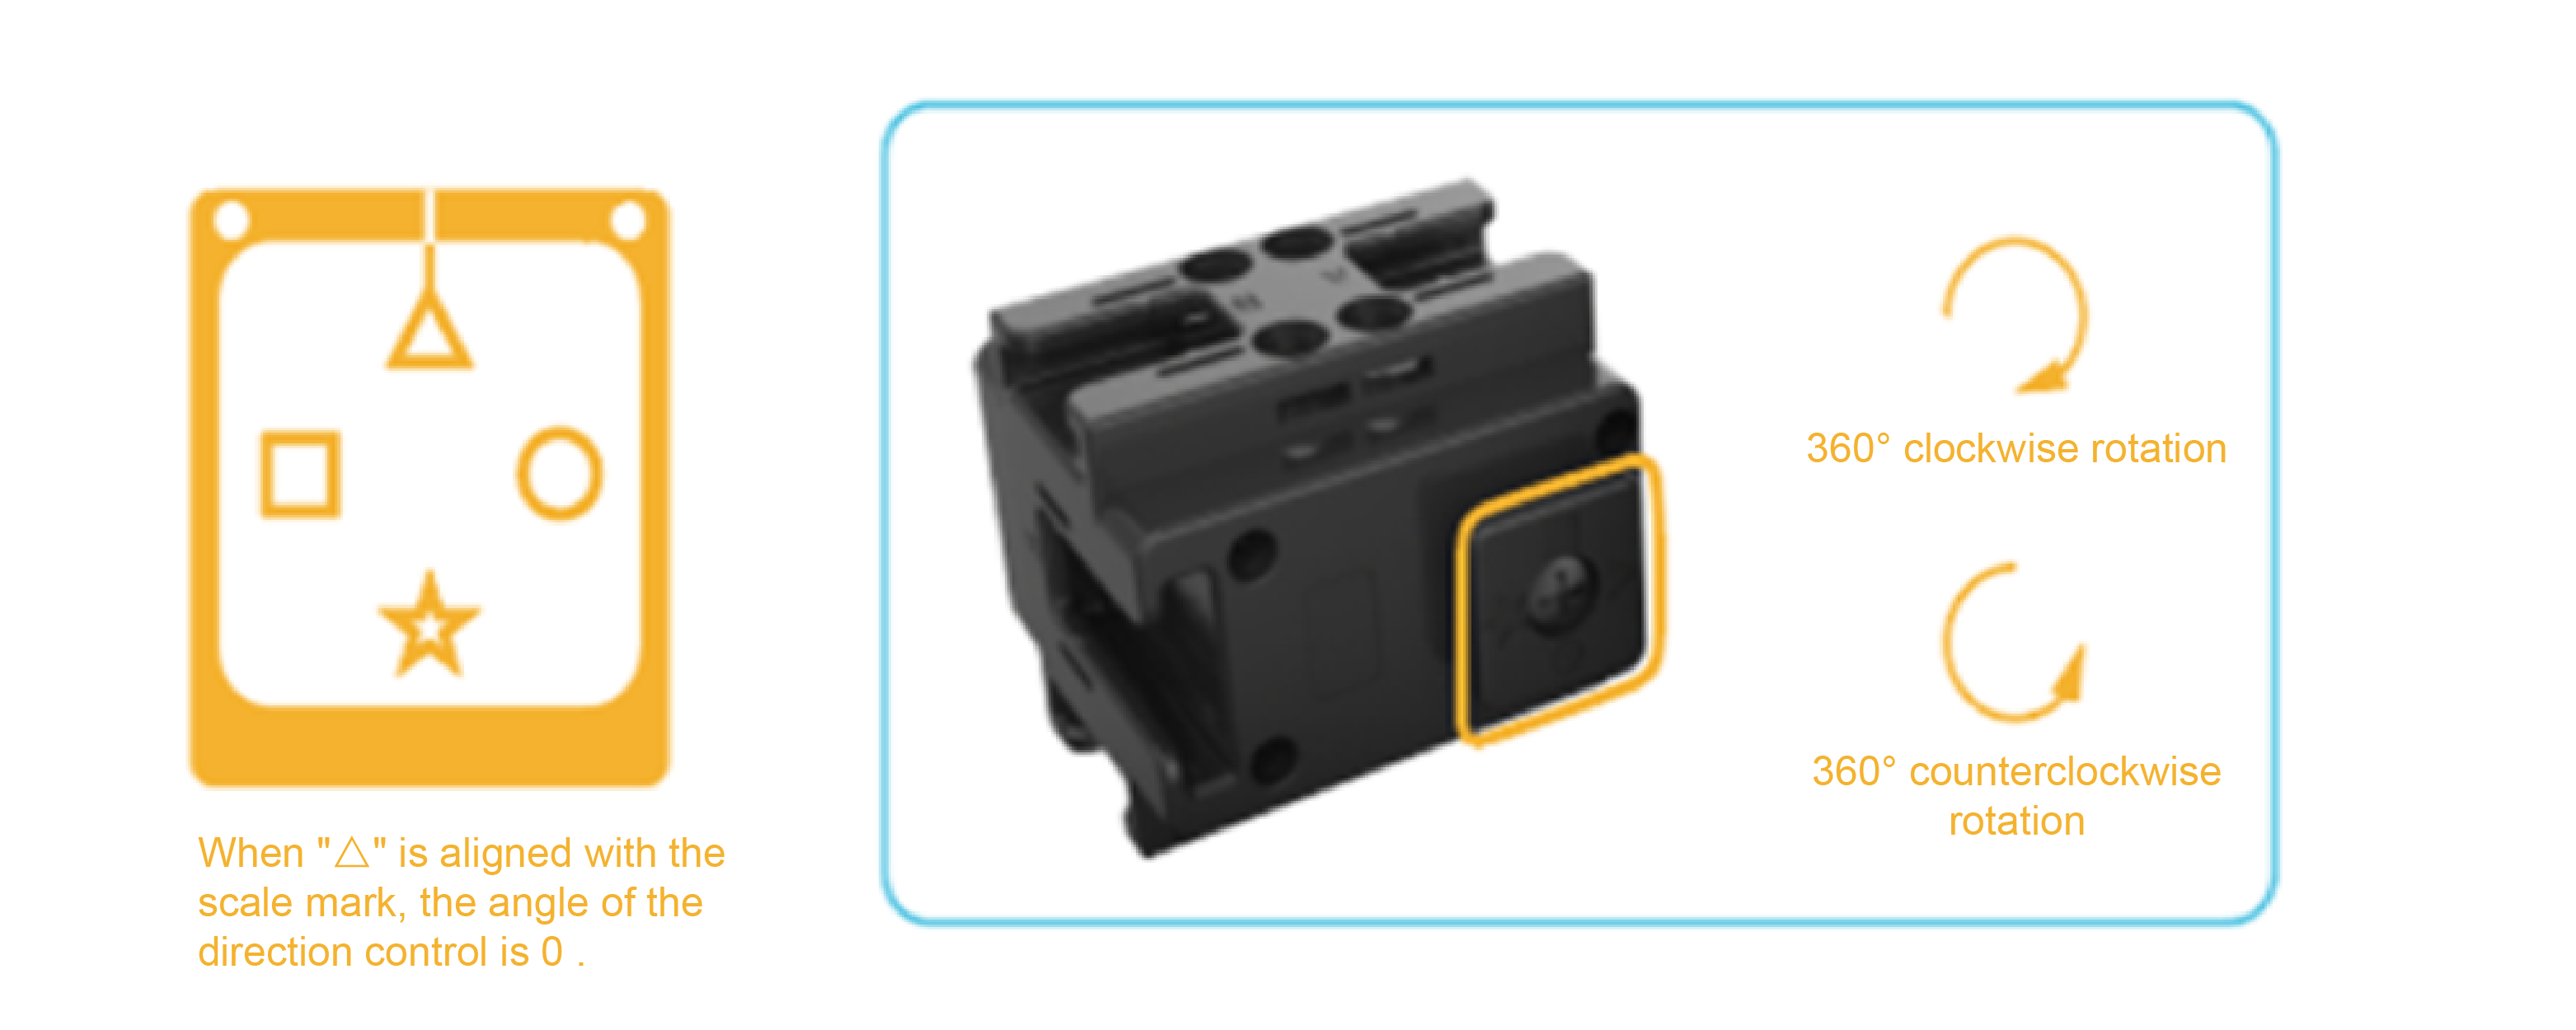 When "△" is aligned with the
scale mark, the angle of the
direction control is 0 .
360° clockwise rotation
360° counterclockwise
rotation